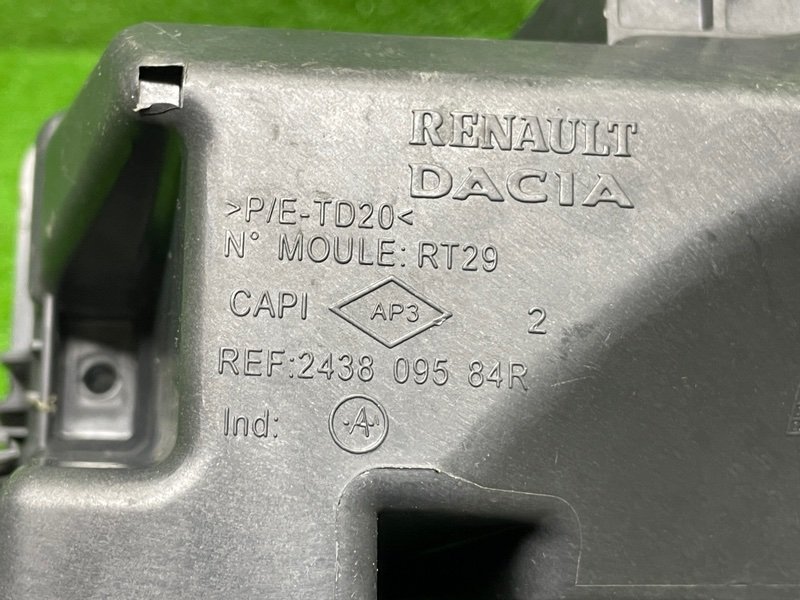 RENAULT
DACIA
>P/E-TD20<
N° MOULE: RT29
CAPI AP3 2
REF:2438 095 84R
Ind: A